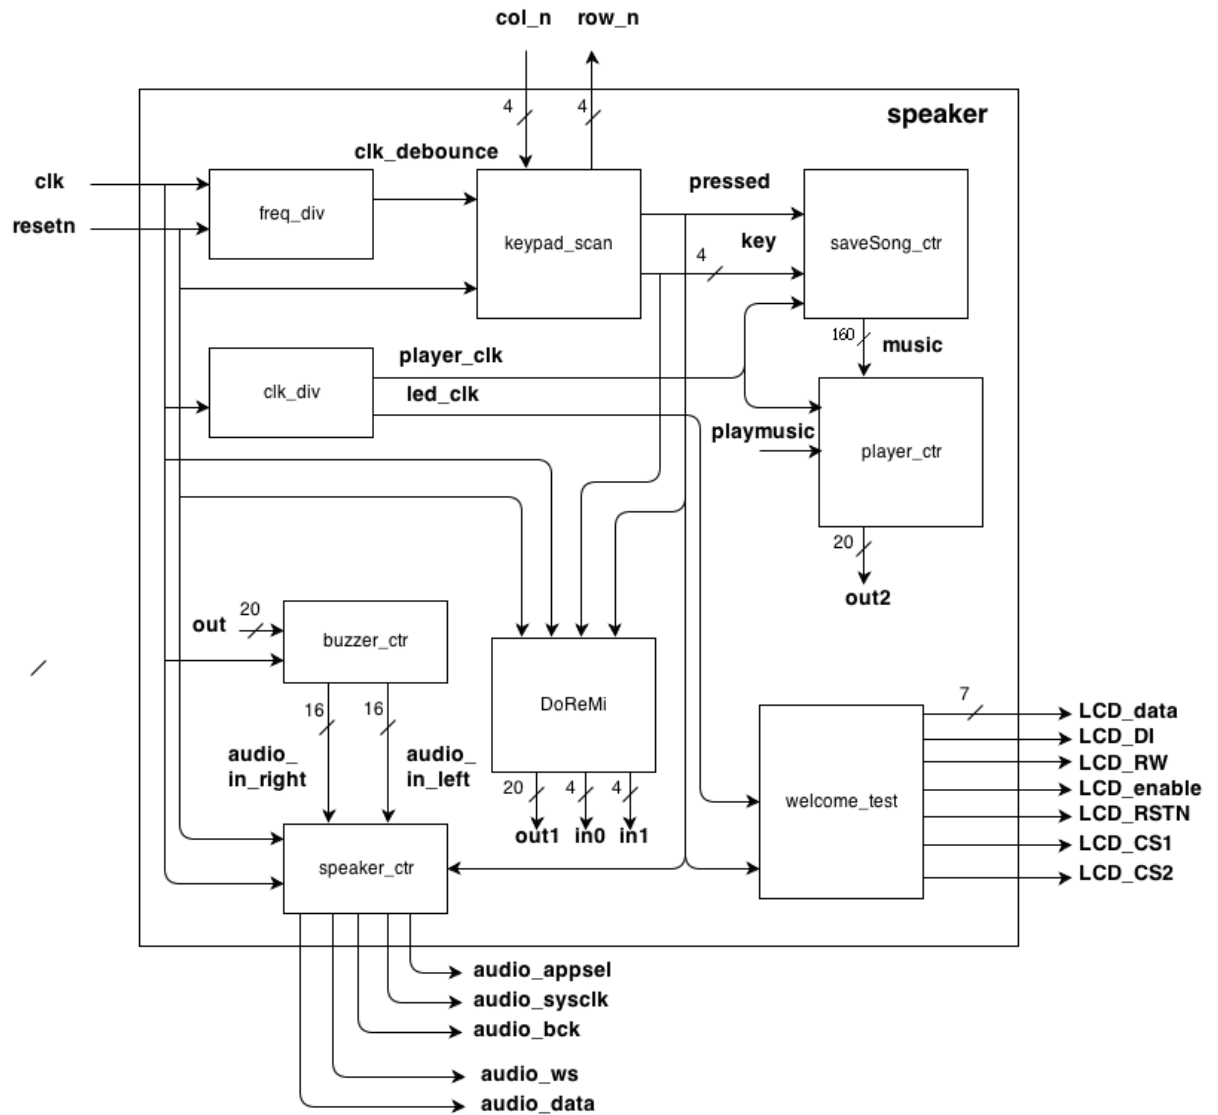 col_n row_n
4 4
speaker
clk_debounce
clk
pressed
freq_div
resetn
key
keypad_scan
saveSong_ctr
4
160
music
player_clk
clk_div
led_clk
playmusic
player_ctr
20
out2
20
out
buzzer_ctr
7
DoReMi
LCD_data
16 16
LCD_DI
audio_
in_right
audio_
in_left
LCD_RW
20 4 4
LCD_enable
welcome_test
LCD_RSTN
out1 in0 in1
LCD_CS1
speaker_ctr
LCD_CS2
audio_appsel
audio_sysclk
audio_bck
audio_ws
audio_data